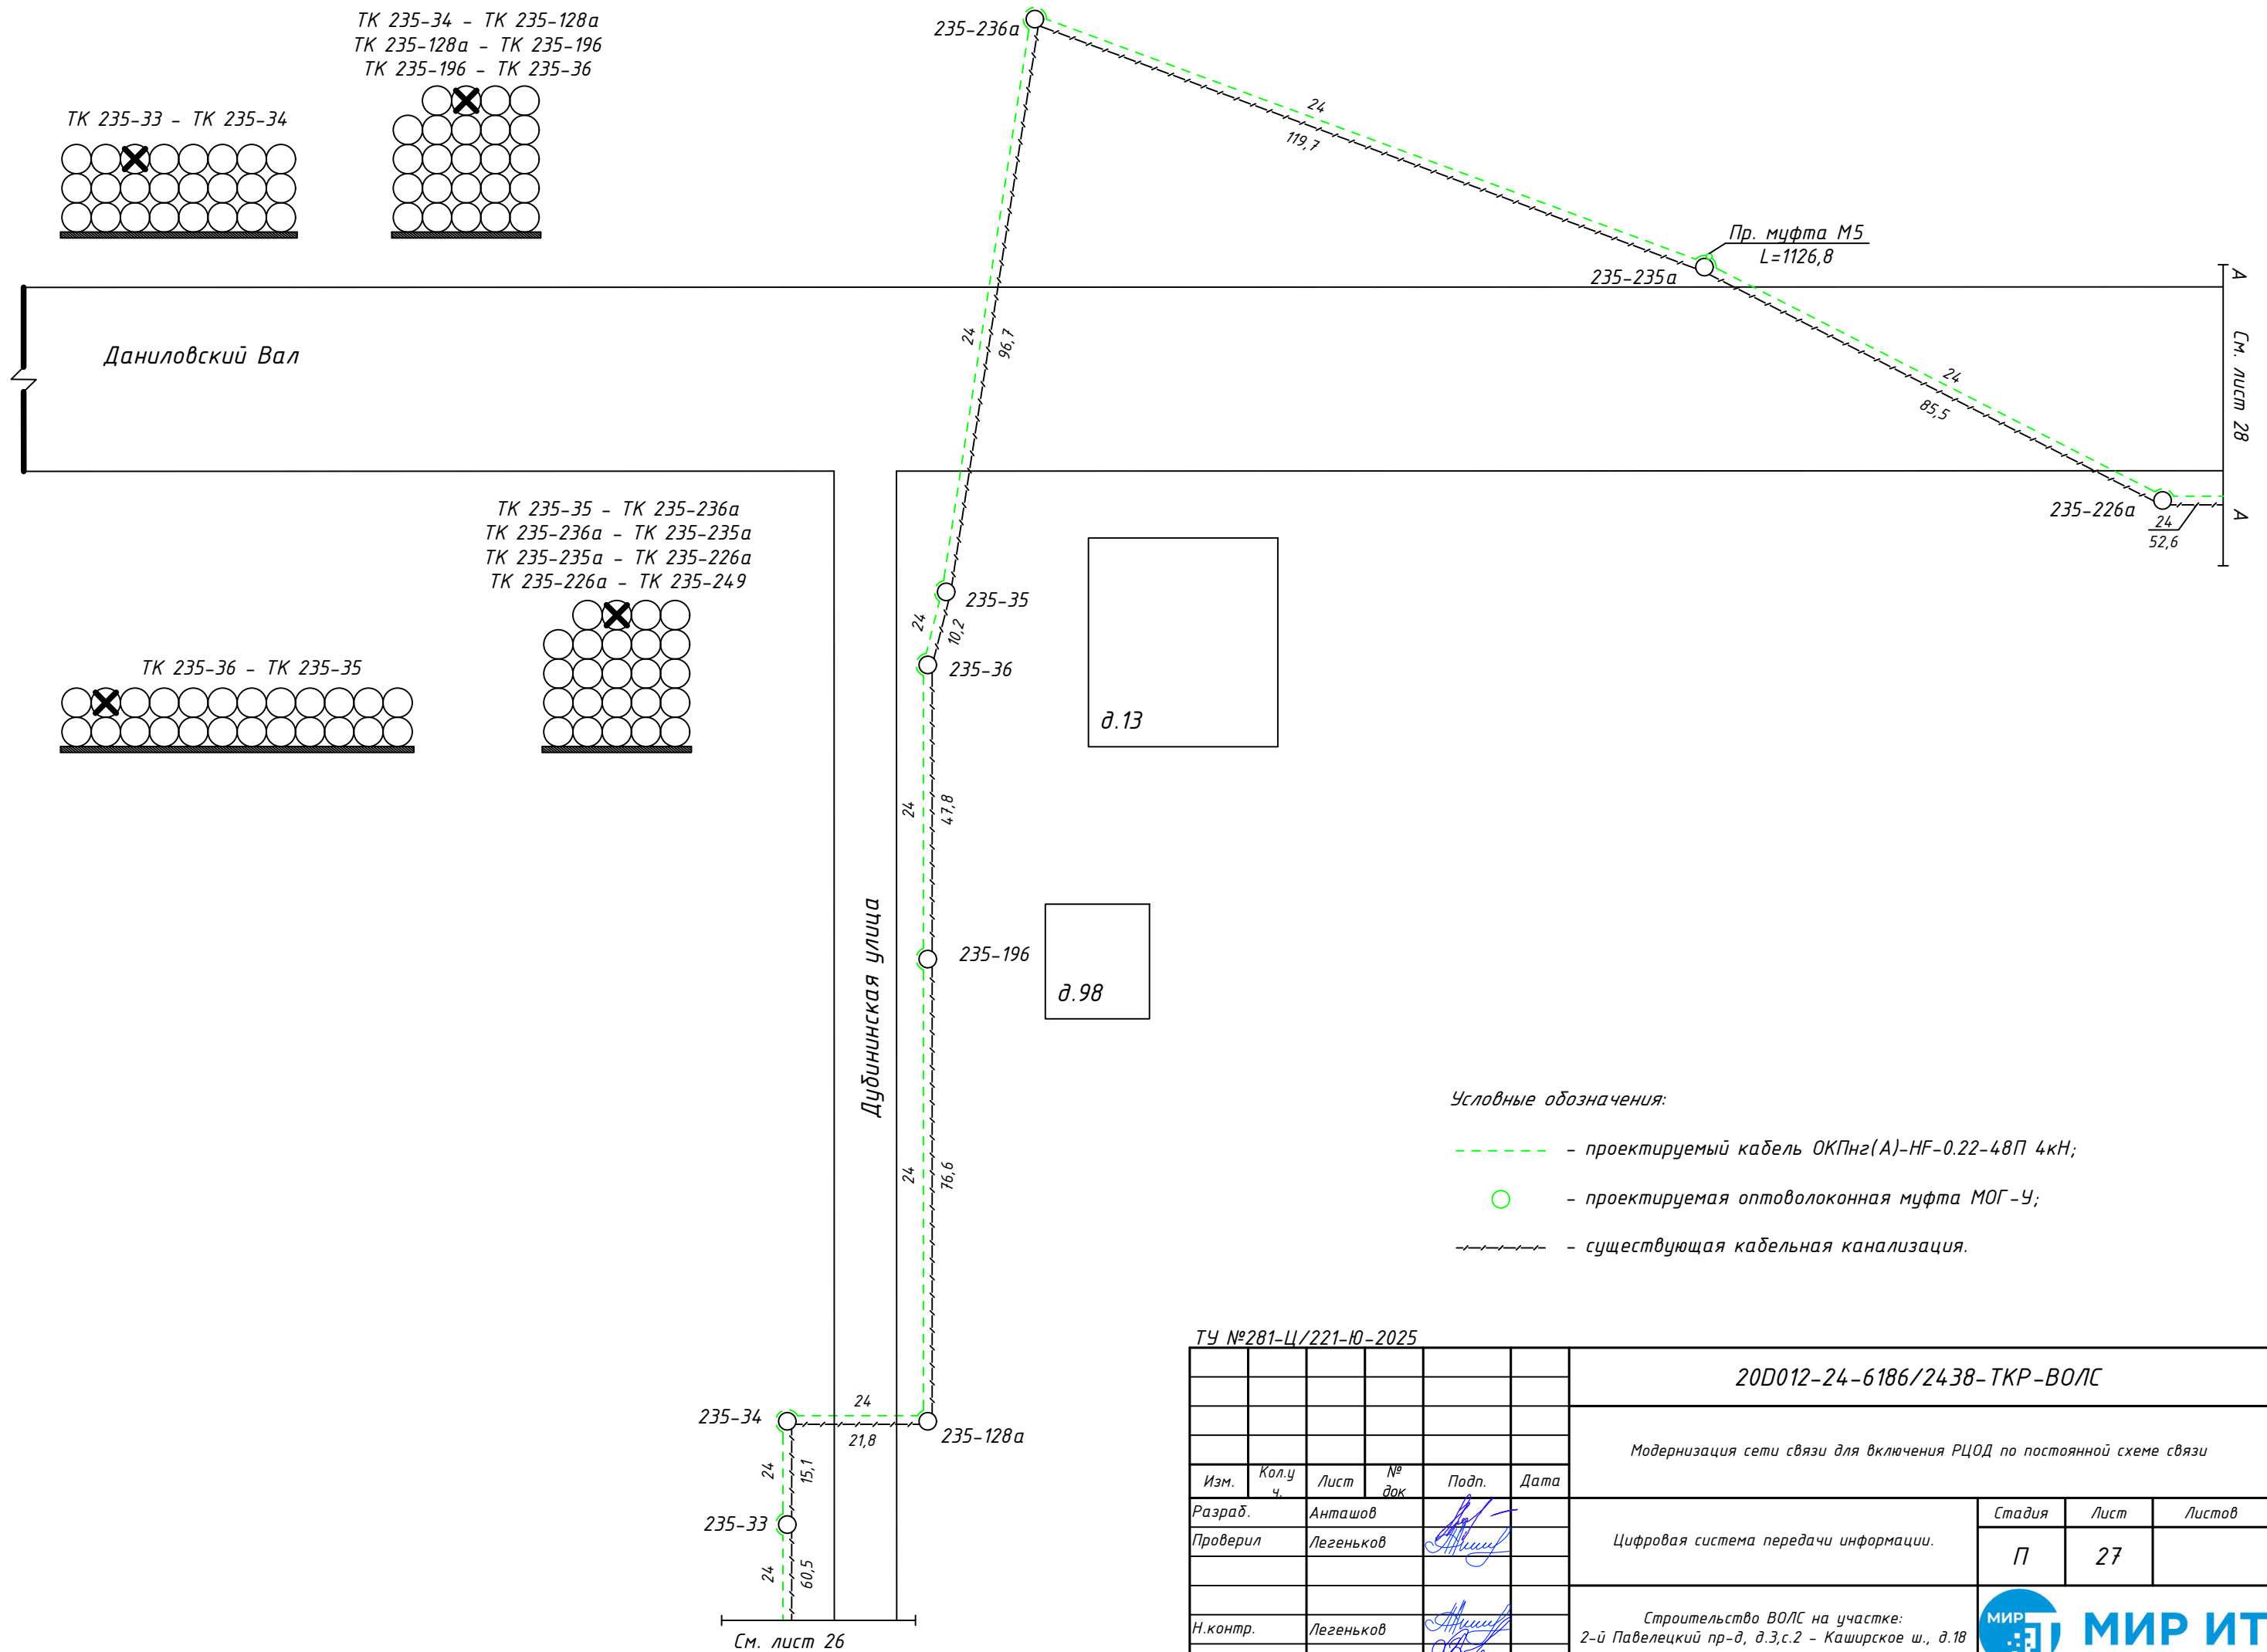 ТК 235-34 - ТК 235-128а
ТК 235-128а - ТК 235-196
ТК 235-196 - ТК 235-36
ТК 235-33 - ТК 235-34
235-236а
24
119,7
Пр. муфта М5
L=1126,8
235-235а
А
См. лист 28
А
Даниловский Вал
24
96,7
24
85,5
235-226а
24
52,6
ТК 235-35 - ТК 235-236а
ТК 235-236а - ТК 235-235а
ТК 235-235а - ТК 235-226а
ТК 235-226а - ТК 235-249
235-35
24
10,2
235-36
ТК 235-36 - ТК 235-35
д.13
24
47,8
Дубининская улица
235-196
д.98
24
76,6
Условные обозначения:
- проектируемый кабель ОКПнг(А)-HF-0.22-48П 4кН;
- проектируемая оптоволоконная муфта МОГ-У;
- существующая кабельная канализация.
235-34
24
21,8
235-128а
24
15,1
235-33
24
60,5
См. лист 26
ТУ №281-Ц/221-Ю-2025
20D012-24-6186/2438-ТКР-ВОЛС
Модернизация сети связи для включения РЦОД по постоянной схеме связи
Изм.
Кол.у
ч.
Лист
№
док
Подп.
Дата
Разраб.
Анташов
Проверил
Легеньков
Цифровая система передачи информации.
Стадия
Лист
Листов
П
27
Н.контр.
Легеньков
Строительство ВОЛС на участке:
2-й Павелецкий пр-д, д.3,с.2 - Каширское ш., д.18
МИР
МИР ИТ